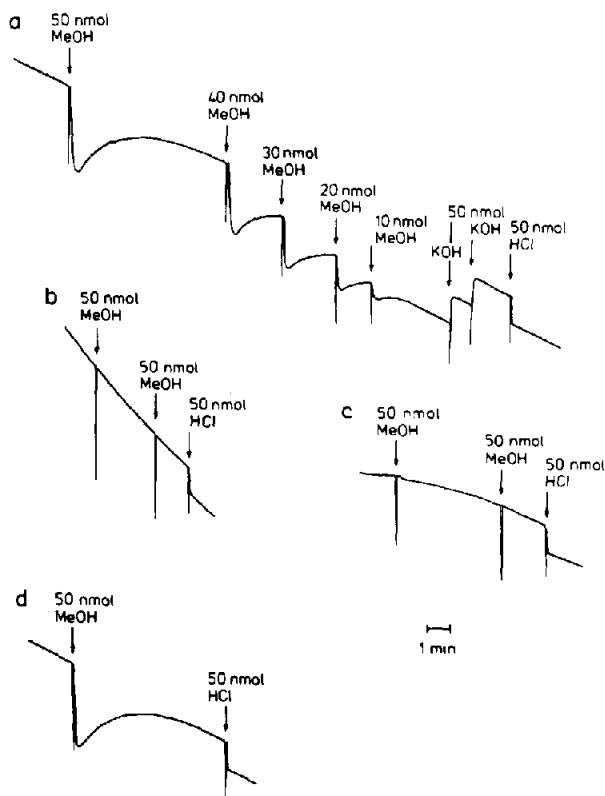 a
50 nmol
MeOH
40 nmol
MeOH
30 nmol
MeOH
20 nmol
MeOH
10 nmol
MeOH
50 nmol
KOH
KOH
50 nmol
HCl
b
50 nmol
MeOH
50 nmol
MeOH
50 nmol
HCl
c
50 nmol
MeOH
50 nmol
MeOH
50 nmol
HCl
1 min
d
50 nmol
MeOH
50 nmol
HCl